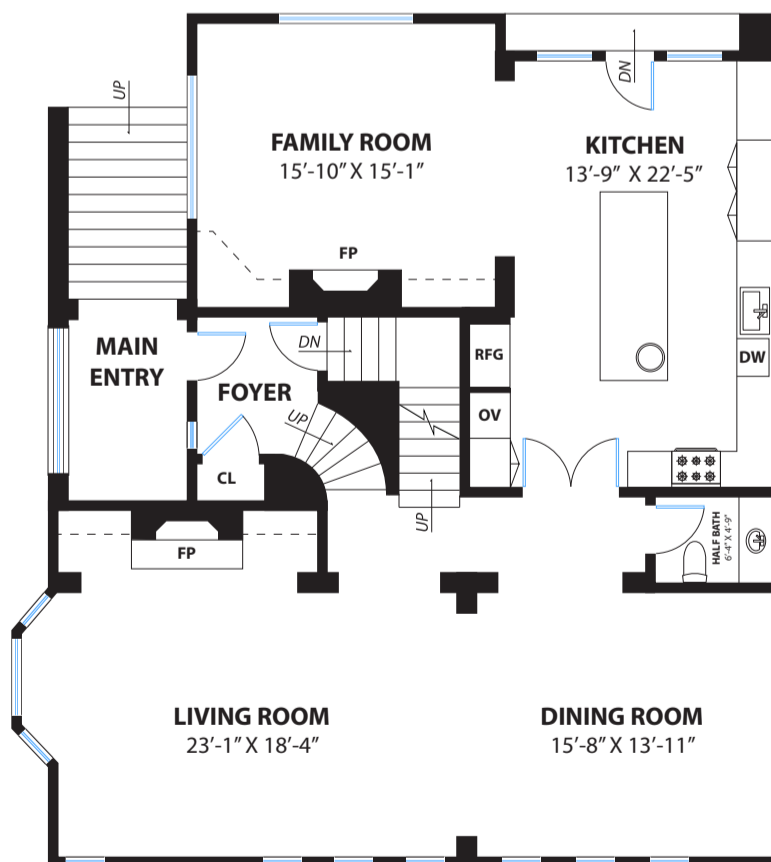 UP
DN
FAMILY ROOM
15’-10” X 15’-1”
KITCHEN
13’-9” X 22’-5”
FP
MAIN
ENTRY
DN
RFG
DW
FOYER
UP
OV
CL
UP
FP
HALF BATH
6’-4” X 4’-9”
LIVING ROOM
23’-1” X 18’-4”
DINING ROOM
15’-8” X 13’-11”